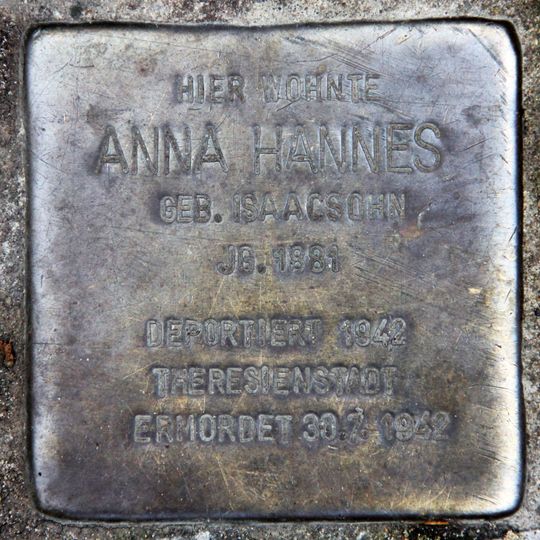 HIER WOHNTE
ANNA HANNES
GEB. ISAACSOHN
JG. 1881
DEPORTIERT 1942
THERESIENSTADT
ERMORDET 30.7.1942